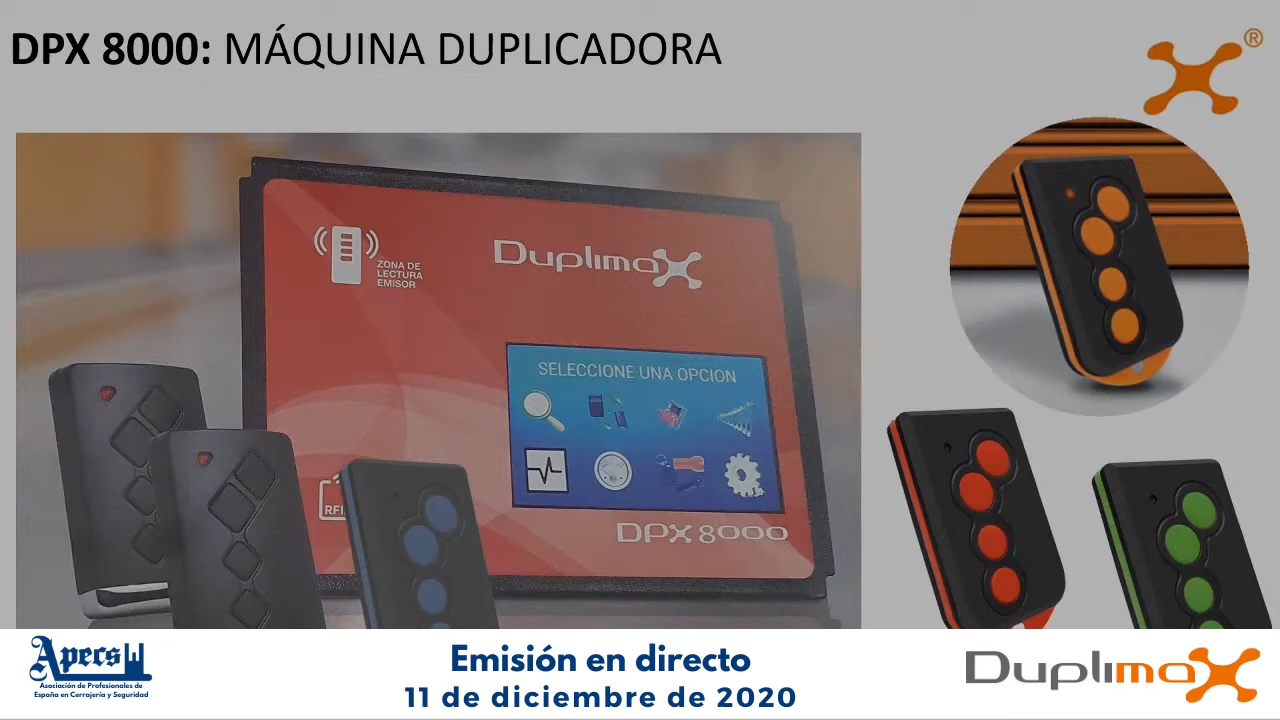 DPX 8000: MÁQUINA DUPLICADORA
®
ZONA DE
LECTURA
EMISOR
DuplimaX
SELECCIONE UNA OPCION
DPX 8000
Apecs
Asociación de Profesionales de
España en Cerrajería y Seguridad
Emisión en directo
11 de diciembre de 2020
DuplimaX